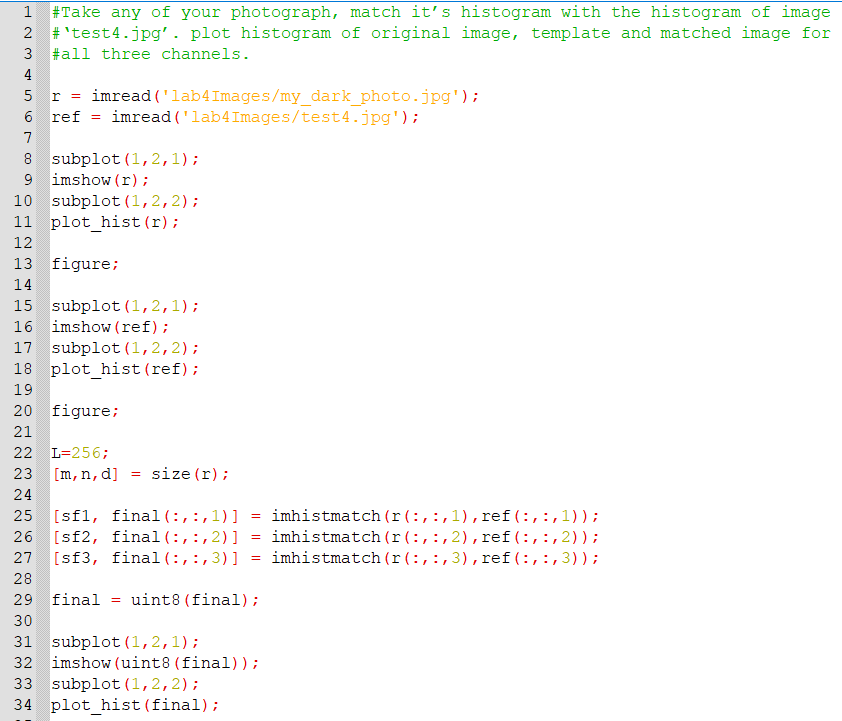 1 #Take any of your photograph, match it’s histogram with the histogram of image
2 #‘test4.jpg’. plot histogram of original image, template and matched image for
3 #all three channels.
4
5 r = imread('lab4Images/my_dark_photo.jpg');
6 ref = imread('lab4Images/test4.jpg');
7
8 subplot(1,2,1);
9 imshow(r);
10 subplot(1,2,2);
11 plot_hist(r);
12
13 figure;
14
15 subplot(1,2,1);
16 imshow(ref);
17 subplot(1,2,2);
18 plot_hist(ref);
19
20 figure;
21
22 L=256;
23 [m,n,d] = size(r);
24
25 [sf1, final(:,:,1)] = imhistmatch(r(:,:,1),ref(:,:,1));
26 [sf2, final(:,:,2)] = imhistmatch(r(:,:,2),ref(:,:,2));
27 [sf3, final(:,:,3)] = imhistmatch(r(:,:,3),ref(:,:,3));
28
29 final = uint8(final);
30
31 subplot(1,2,1);
32 imshow(uint8(final));
33 subplot(1,2,2);
34 plot_hist(final);